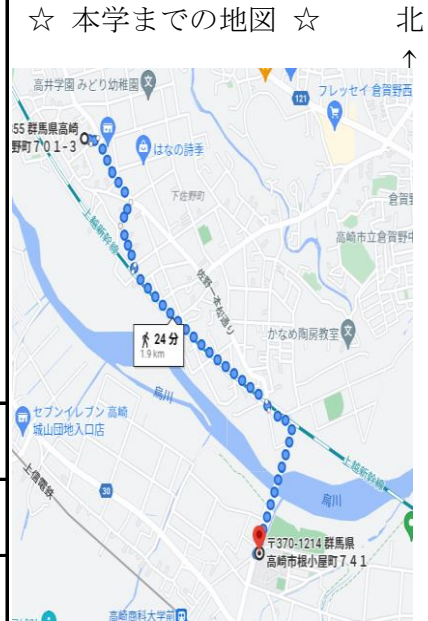 ☆ 本学までの地図 ☆
北
↑
高井学園 みどり幼稚園
121
フレッセイ 倉賀野西
55 群馬県高崎
野町701-3
はなの詩季
下佐野町
倉賀野
高崎市立倉賀野中
上越新幹線
佐野一本松通り
かなめ陶房教室
24 分
1.9 km
烏川
セブンイレブン 高崎
城山団地入口店
上信電鉄
30
上越新幹線
烏川
〒370-1214 群馬県
高崎市根小屋町741
高崎商科大学前